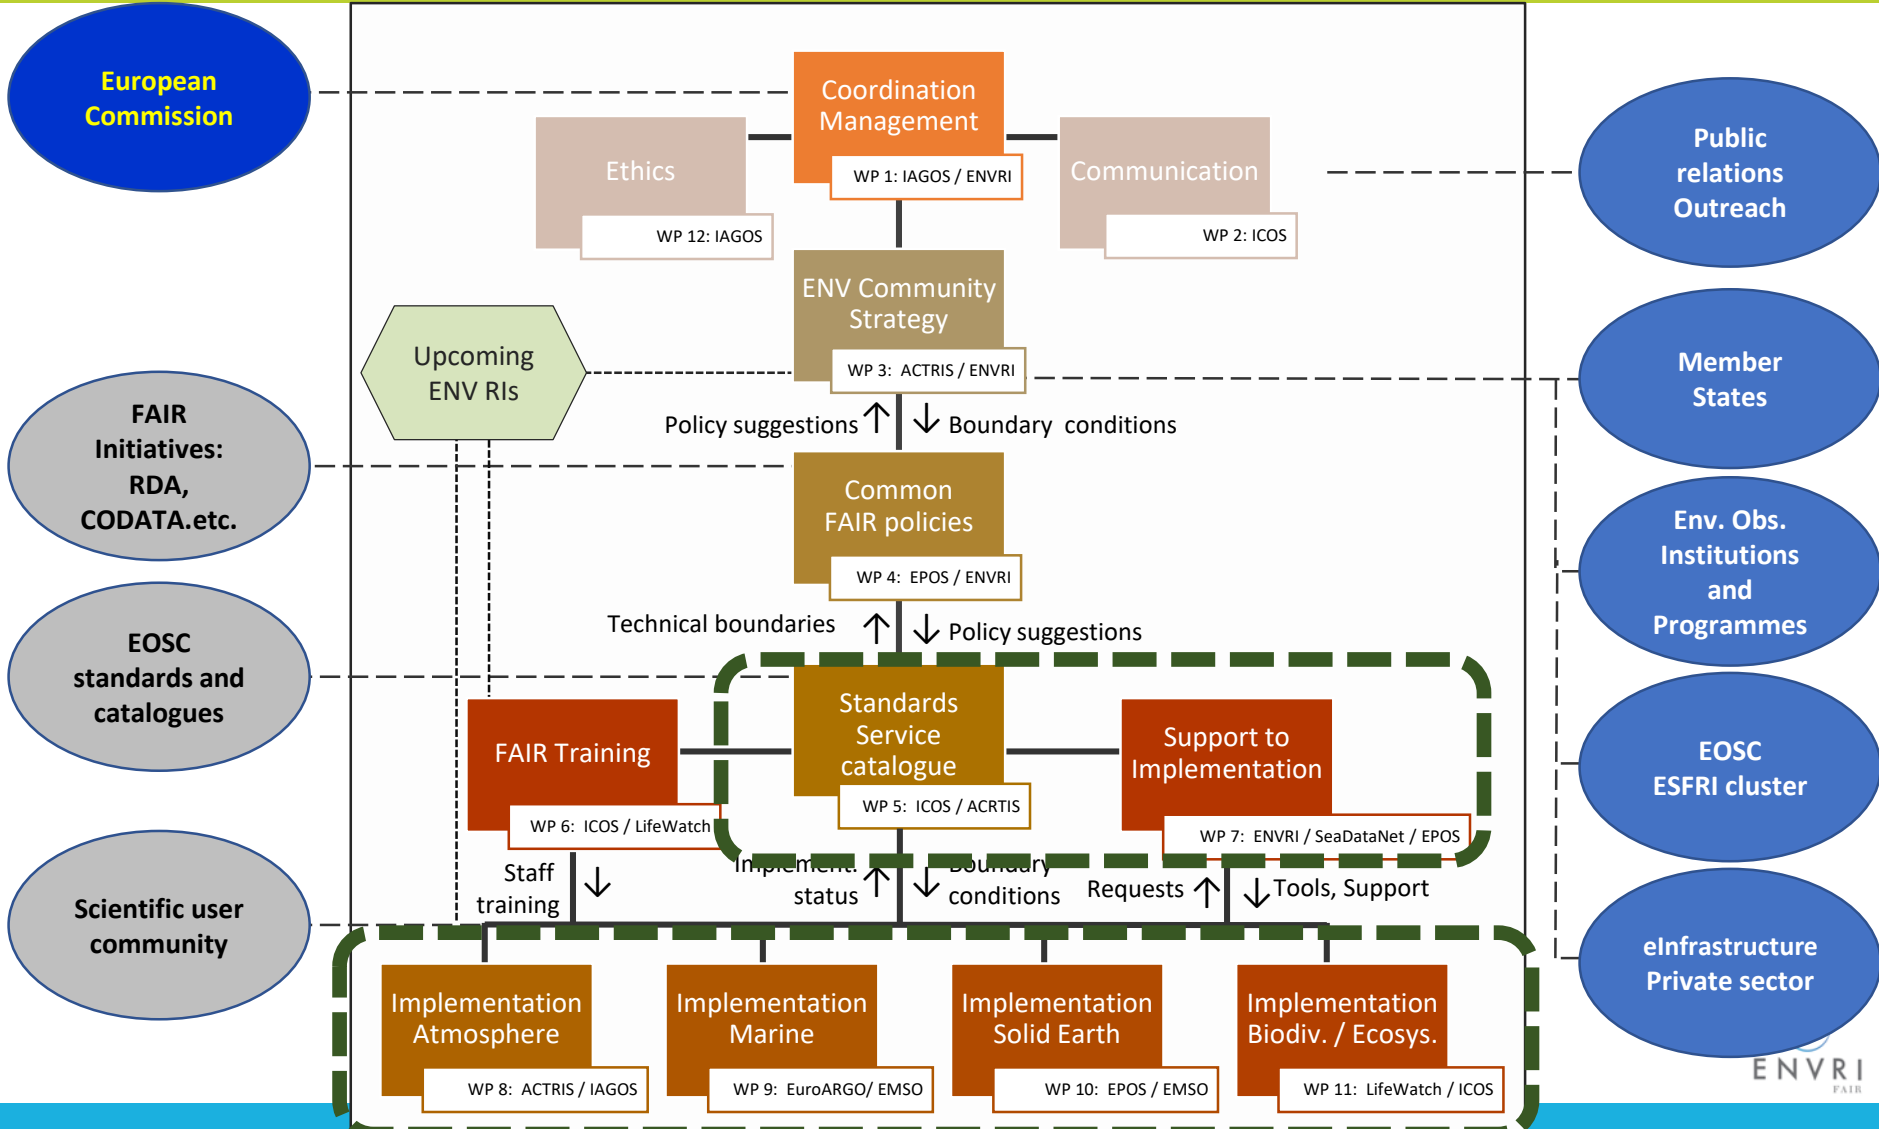 European
Commission
Coordination
Management
WP 1: IAGOS / ENVRI
Ethics
WP 12: IAGOS
Communication
WP 2: ICOS
Public
relations
Outreach
ENV Community
Strategy
WP 3: ACTRIS / ENVRI
Upcoming
ENV RIs
Member
States
Policy suggestions ↑ ↓ Boundary conditions
FAIR
Initiatives:
RDA,
CODATA.etc.
Common
FAIR policies
WP 4: EPOS / ENVRI
Env. Obs.
Institutions
and
Programmes
Technical boundaries ↑ ↓ Policy suggestions
EOSC
standards and
catalogues
Standards
Service
catalogue
WP 5: ICOS / ACRTIS
FAIR Training
WP 6: ICOS / LifeWatch
Support to
Implementation
WP 7: ENVRI / SeaDataNet / EPOS
EOSC
ESFRI cluster
Staff
training ↓
Implement.
status ↑
↓ Boundary
conditions
Requests ↑ ↓ Tools, Support
Scientific user
community
eInfrastructure
Private sector
Implementation
Atmosphere
WP 8: ACTRIS / IAGOS
Implementation
Marine
WP 9: EuroARGO/ EMSO
Implementation
Solid Earth
WP 10: EPOS / EMSO
Implementation
Biodiv. / Ecosys.
WP 11: LifeWatch / ICOS
ENVRI
FAIR